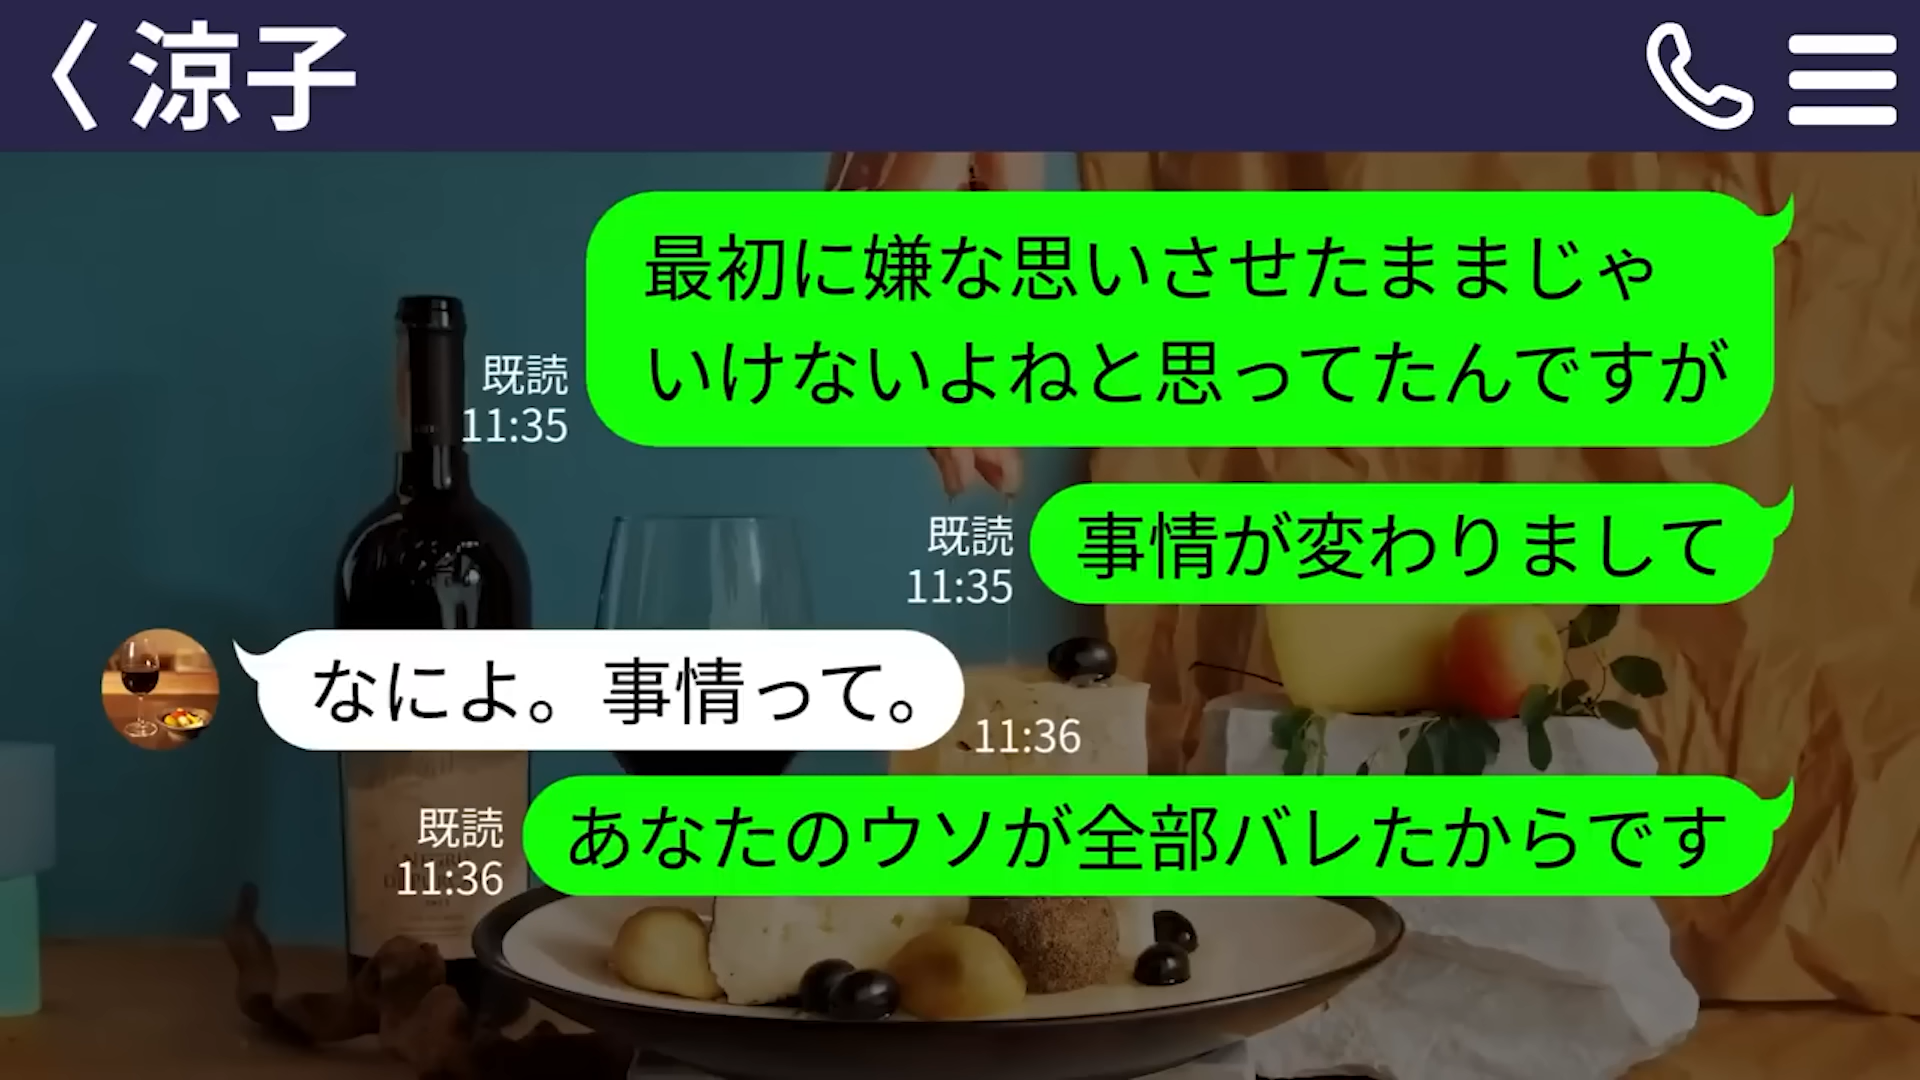 涼子
最初に嫌な思いさせたままじゃ
いけないよねと思ってたんですが
既読
11:35
事情が変わりまして
既読
11:35
なによ。事情って。
11:36
あなたのウソが全部バレたからです
既読
11:36